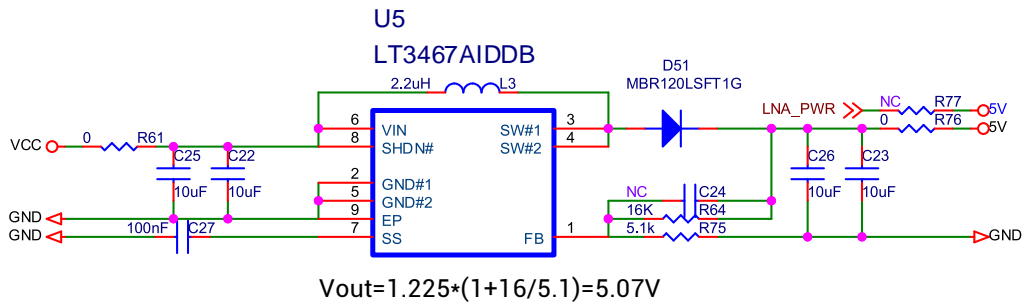 U5
LT3467AIDDB
2.2uH L3
D51
MBR120LSFT1G
LNA_PWR NC R77 5V
0 R76 5V
VCC 0 R61
6 VIN SW#1 3
8 SHDN# SW#2 4
C25 C22
10uF 10uF
C26 C23
10uF 10uF
2 GND#1
5 GND#2
NC C24
GND 9 EP 16K R64
GND 100nF C27 7 SS FB 1 5.1k R75 GND
Vout=1.225*(1+16/5.1)=5.07V